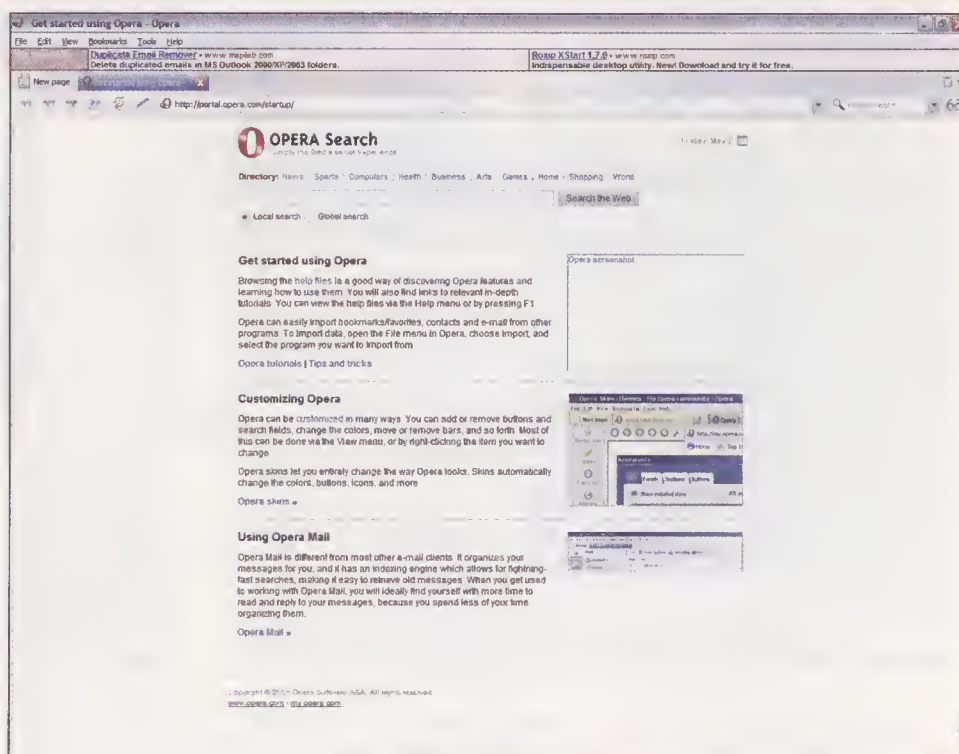 Get started using Opera - Opera
File Edit View Bookmarks Tools Help
Duplicate Email Remover • www mapilab com
Delete duplicated emails in MS Outlook 2000/XP/2003 folders.
Roxio XStart 1.7.0 • www roxio com
Indispensable desktop utility. New! Download and try it for free.
New page
http://portal.opera.com/startup/
OPERA Search
Directory: News Sports Computers Health Business Arts Games Home Shopping World
Search the Web
Local search Global search
Get started using Opera
Opera screenshot
Browsing the help files is a good way of discovering Opera features and
learning how to use them You will also find links to relevant in-depth
tutorials You can view the help files via the Help menu or by pressing F1
Opera can easily import bookmarks/favorites, contacts and e-mail from other
programs To import data, open the File menu in Opera, choose Import, and
select the program you want to import from
Opera tutorials | Tips and tricks
Customizing Opera
Opera can be customized in many ways You can add or remove buttons and
search fields, change the colors, move or remove bars, and so forth Most of
this can be done via the View menu, or by right-clicking the item you want to
change
Opera skins let you entirely change the way Opera looks. Skins automatically
change the colors, buttons, icons, and more
Opera skins »
Using Opera Mail
Opera Mail is different from most other e-mail clients It organizes your
messages for you, and it has an indexing engine which allows for lightning-
fast searches, making it easy to retrieve old messages When you get used
to working with Opera Mail, you will ideally find yourself with more time to
read and reply to your messages, because you spend less of your time
organizing them.
Opera Mail »
Opera Software ASA. All rights reserved
www.opera.com my opera com